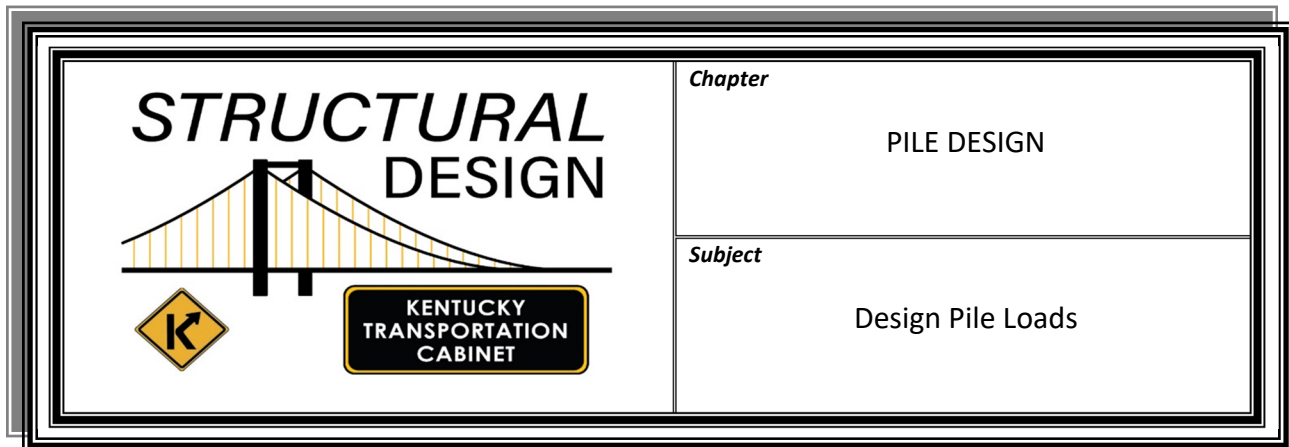 STRUCTURAL
DESIGN
KENTUCKY
TRANSPORTATION
CABINET
Chapter
PILE DESIGN
Subject
Design Pile Loads